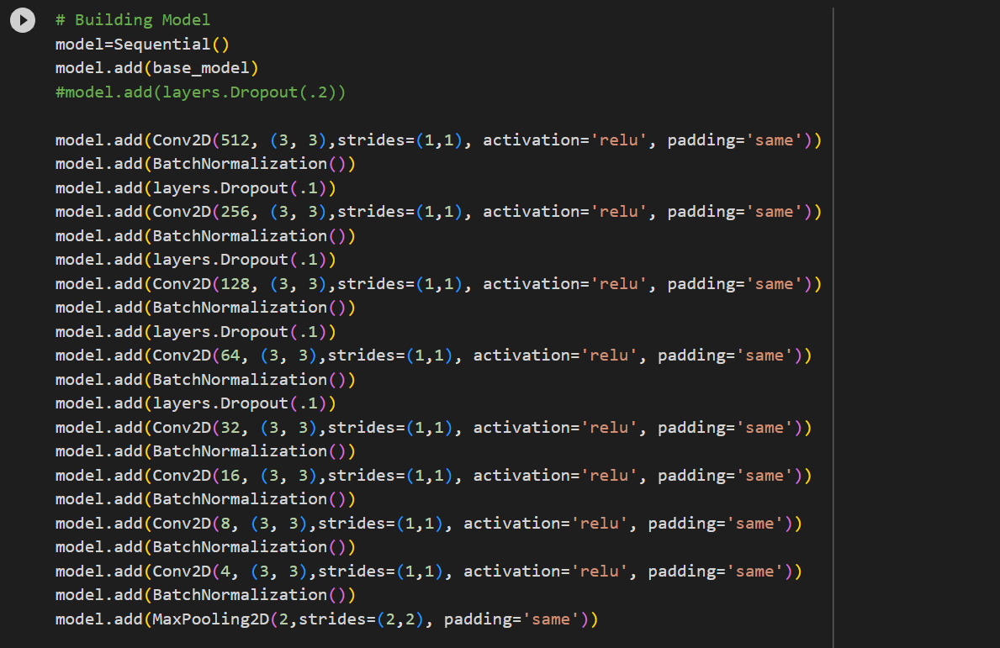 # Building Model
model=Sequential()
model.add(base_model)
#model.add(layers.Dropout(.2))
model.add(Conv2D(512, (3, 3),strides=(1,1), activation='relu', padding='same'))
model.add(BatchNormalization())
model.add(layers.Dropout(.1))
model.add(Conv2D(256, (3, 3),strides=(1,1), activation='relu', padding='same'))
model.add(BatchNormalization())
model.add(layers.Dropout(.1))
model.add(Conv2D(128, (3, 3),strides=(1,1), activation='relu', padding='same'))
model.add(BatchNormalization())
model.add(layers.Dropout(.1))
model.add(Conv2D(64, (3, 3),strides=(1,1), activation='relu', padding='same'))
model.add(BatchNormalization())
model.add(layers.Dropout(.1))
model.add(Conv2D(32, (3, 3),strides=(1,1), activation='relu', padding='same'))
model.add(BatchNormalization())
model.add(Conv2D(16, (3, 3),strides=(1,1), activation='relu', padding='same'))
model.add(BatchNormalization())
model.add(Conv2D(8, (3, 3),strides=(1,1), activation='relu', padding='same'))
model.add(BatchNormalization())
model.add(Conv2D(4, (3, 3),strides=(1,1), activation='relu', padding='same'))
model.add(BatchNormalization())
model.add(MaxPooling2D(2,strides=(2,2), padding='same'))